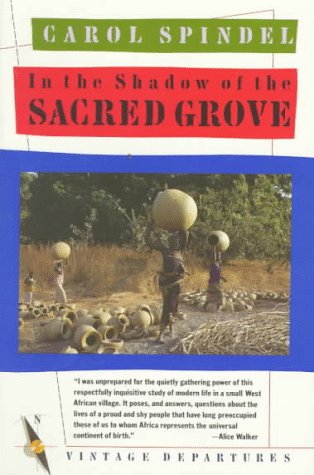 CAROL SPINDEL
In the Shadow of the
SACRED GROVE
"I was unprepared for the quietly gathering power of this
respectfully inquisitive study of modern life in a small West
African village. It poses, and answers, questions about the
lives of a proud and shy people that have long preoccupied
those of us to whom Africa represents the universal
continent of birth."
—Alice Walker
N
VINTAGE DEPARTURES